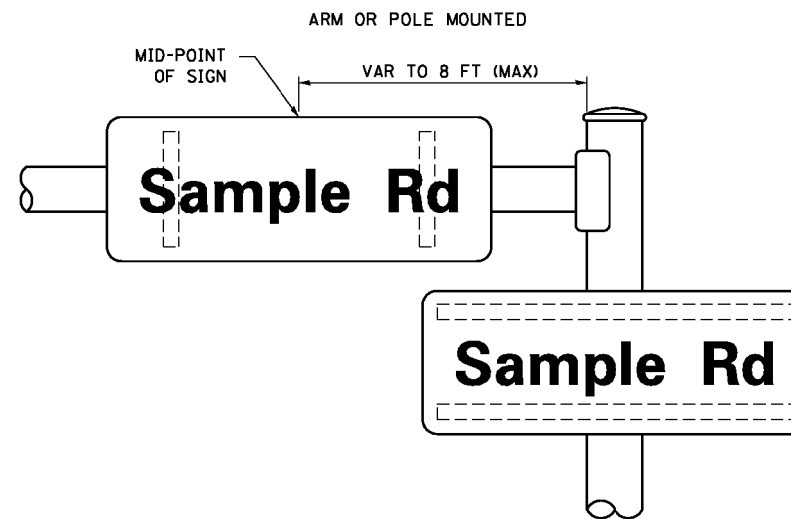 ARM OR POLE MOUNTED
MID-POINT
OF SIGN
VAR TO 8 FT (MAX)
Sample Rd
Sample Rd